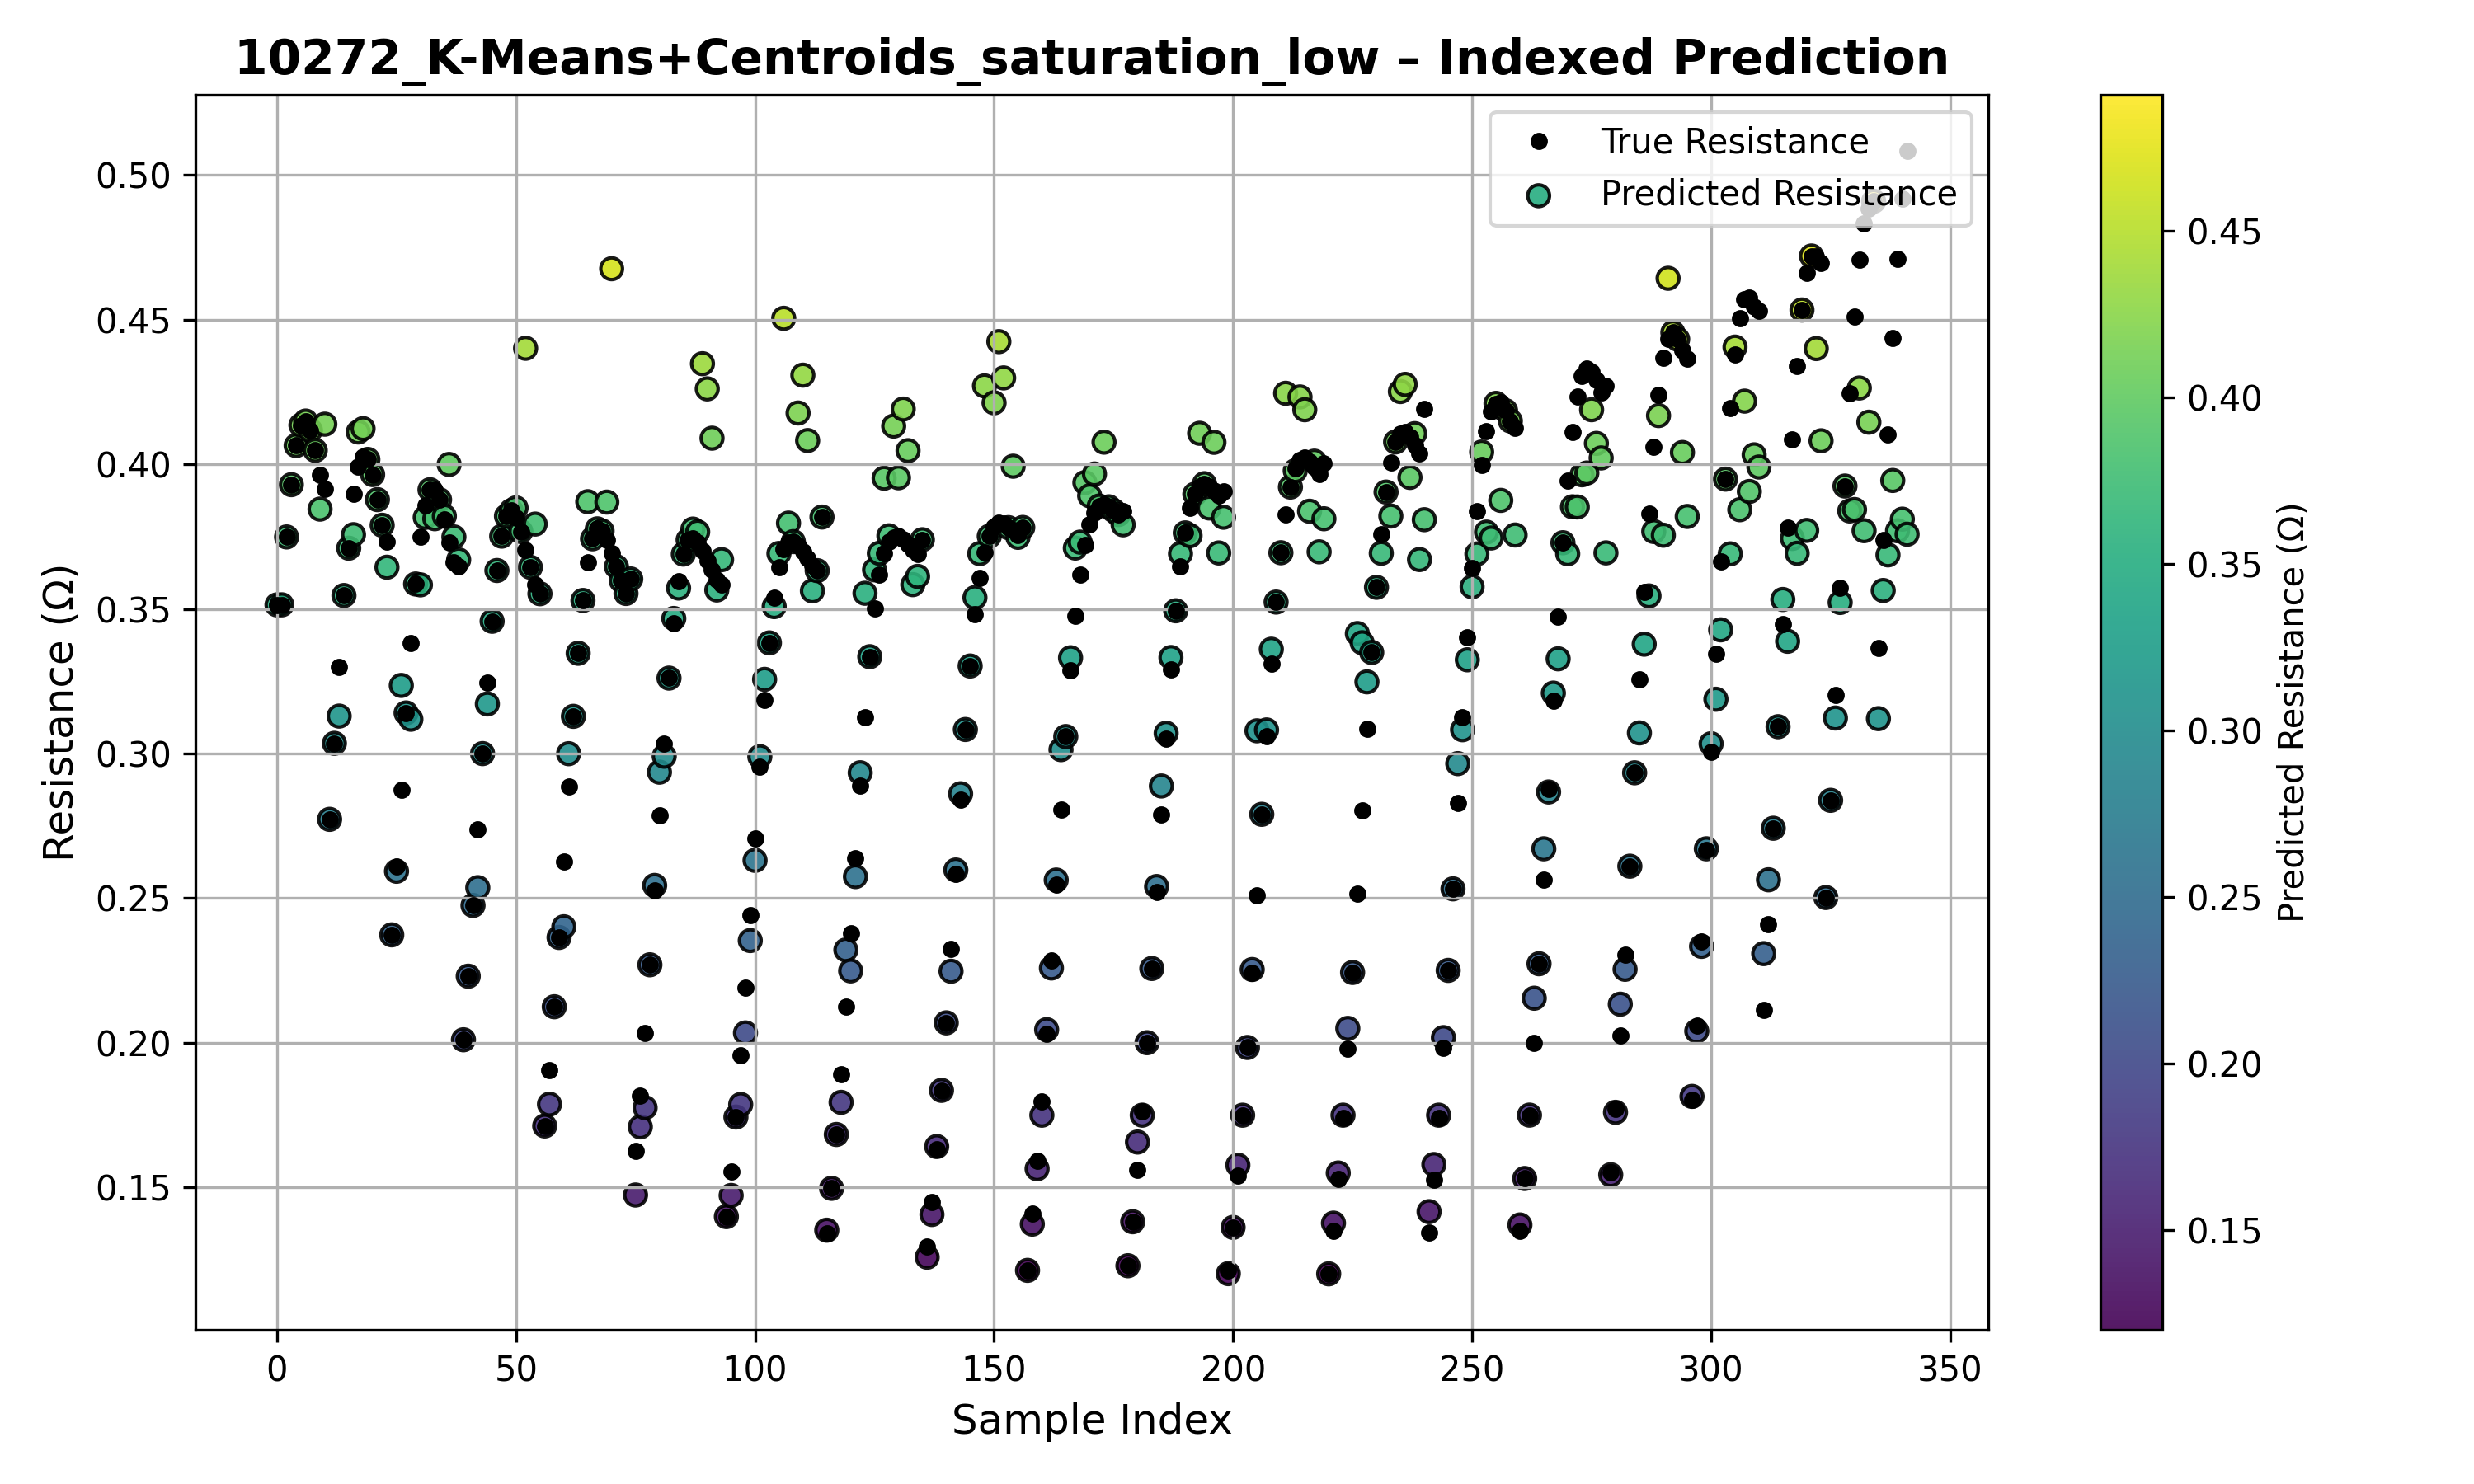 10272_K-Means+Centroids_saturation_low – Indexed Prediction
True Resistance
Predicted Resistance
Resistance (Ω)
0.50
0.45
0.40
0.35
0.30
0.25
0.20
0.15
0 50 100 150 200 250 300 350
Sample Index
0.45
0.40
0.35
0.30
0.25
0.20
0.15
Predicted Resistance (Ω)